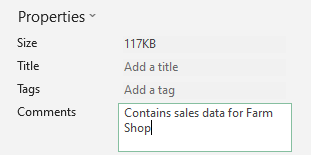 Properties
Size 117KB
Title Add a title
Tags Add a tag
Comments Contains sales data for Farm
Shop